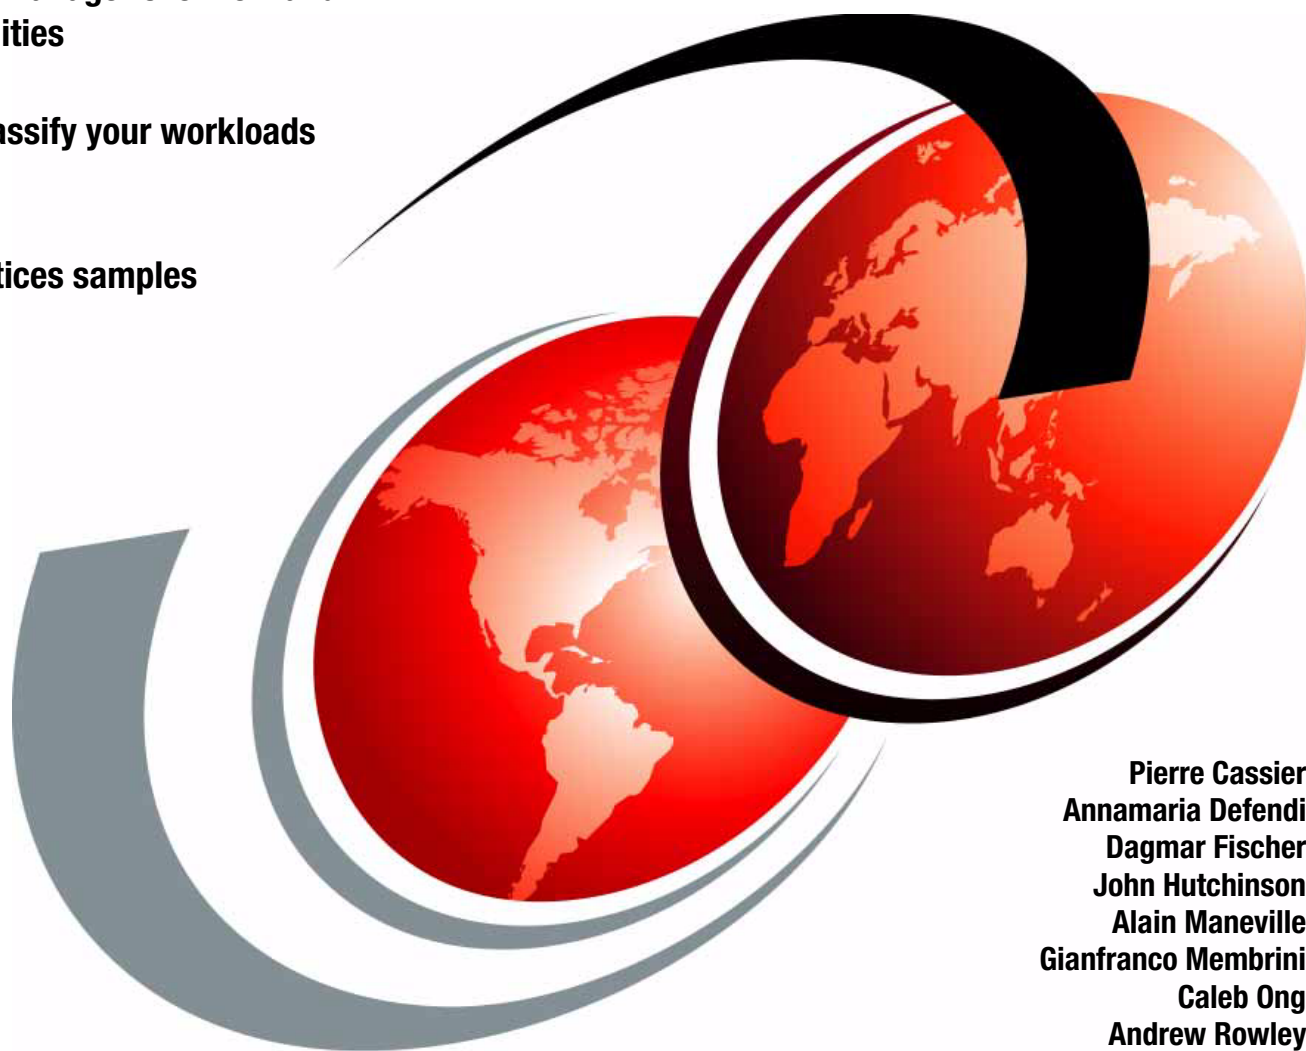 ities
assify your workloads
tices samples
Pierre Cassier
Annamaria Defendi
Dagmar Fischer
John Hutchinson
Alain Maneville
Gianfranco Membrini
Caleb Ong
Andrew Rowley